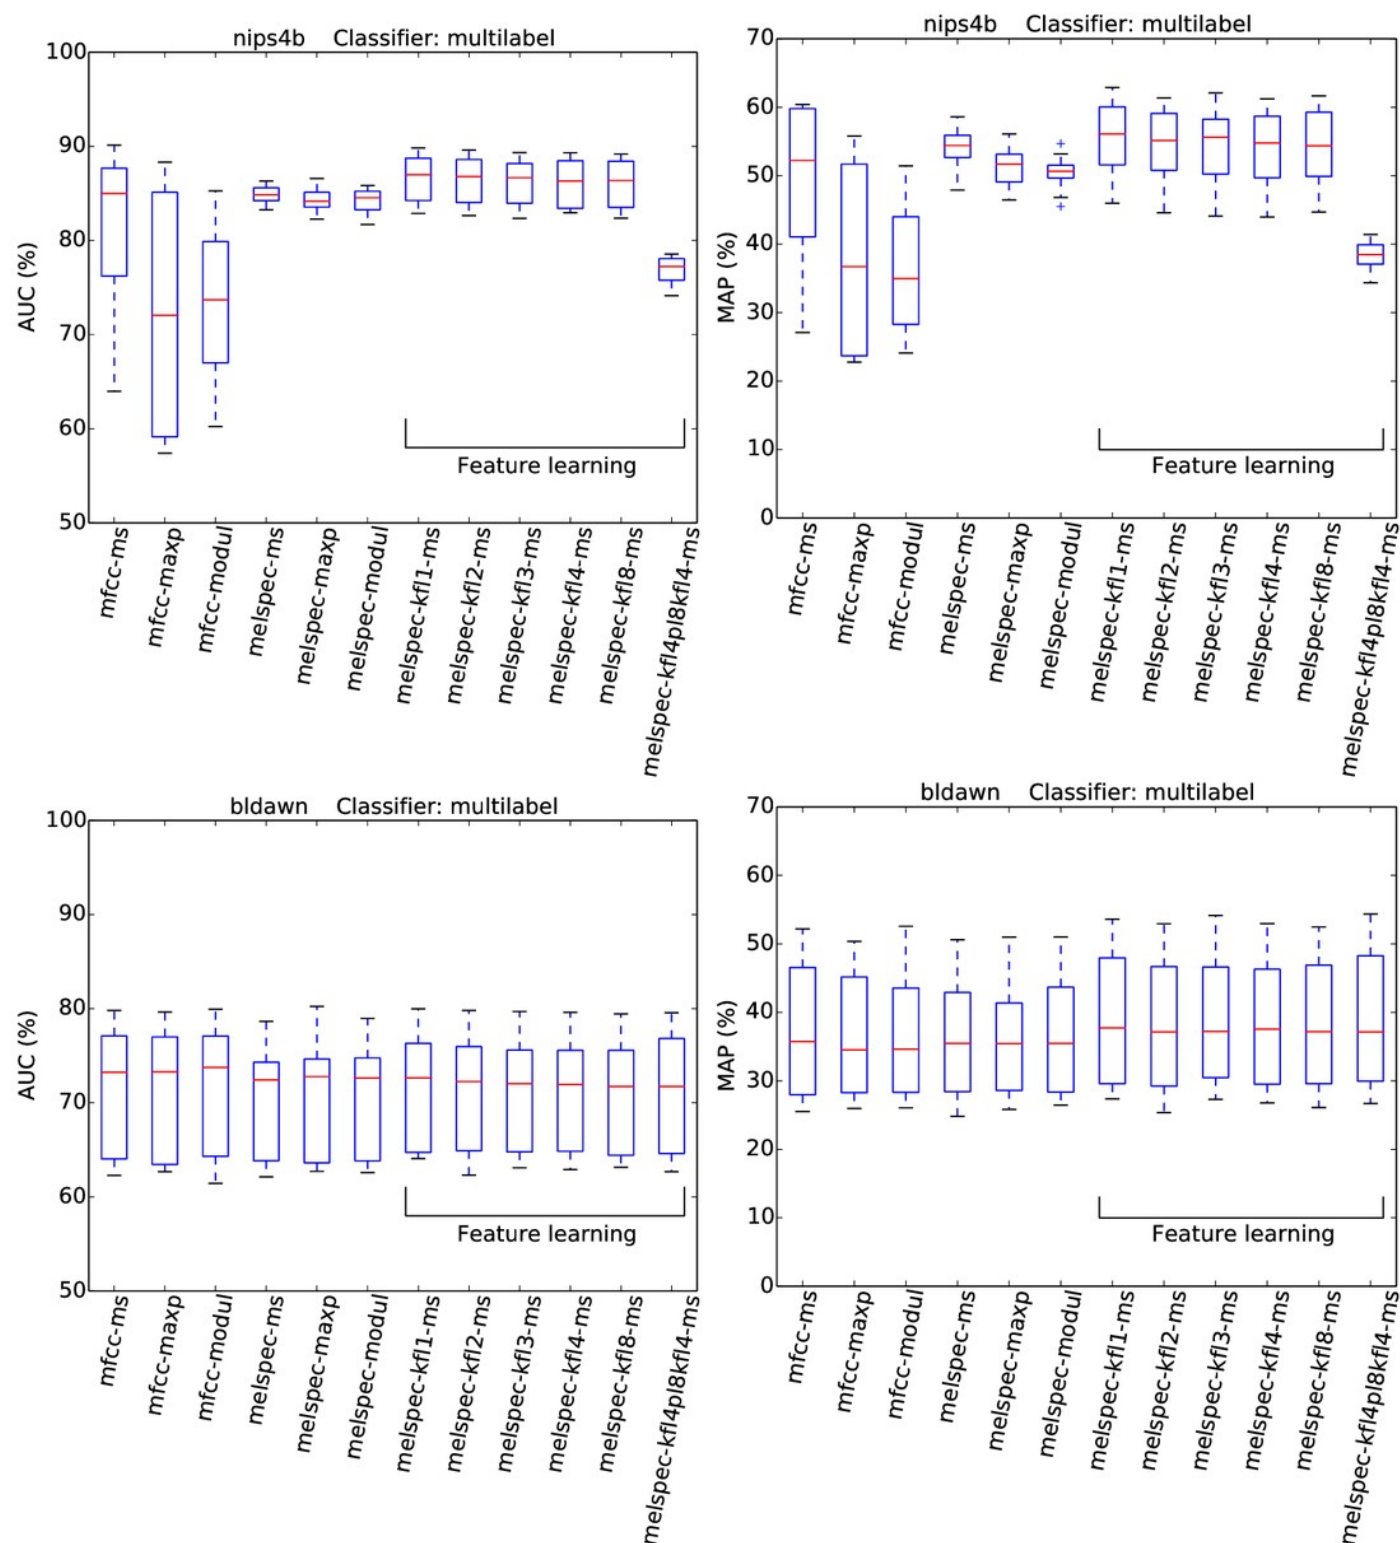 nips4b Classifier: multilabel
100
90
80
70
60
50
AUC (%)
Feature learning
mfcc-ms
mfcc-maxp
mfcc-modul
melspec-ms
melspec-maxp
melspec-modul
melspec-kfl1-ms
melspec-kfl2-ms
melspec-kfl3-ms
melspec-kfl4-ms
melspec-kfl8-ms
melspec-kfl4pl8kfl4-ms
nips4b Classifier: multilabel
70
60
50
40
30
20
10
0
MAP (%)
Feature learning
mfcc-ms
mfcc-maxp
mfcc-modul
melspec-ms
melspec-maxp
melspec-modul
melspec-kfl1-ms
melspec-kfl2-ms
melspec-kfl3-ms
melspec-kfl4-ms
melspec-kfl8-ms
melspec-kfl4pl8kfl4-ms
bldawn Classifier: multilabel
100
90
80
70
60
50
AUC (%)
Feature learning
mfcc-ms
mfcc-maxp
mfcc-modul
melspec-ms
melspec-maxp
melspec-modul
melspec-kfl1-ms
melspec-kfl2-ms
melspec-kfl3-ms
melspec-kfl4-ms
melspec-kfl8-ms
melspec-kfl4pl8kfl4-ms
bldawn Classifier: multilabel
70
60
50
40
30
20
10
0
MAP (%)
Feature learning
mfcc-ms
mfcc-maxp
mfcc-modul
melspec-ms
melspec-maxp
melspec-modul
melspec-kfl1-ms
melspec-kfl2-ms
melspec-kfl3-ms
melspec-kfl4-ms
melspec-kfl8-ms
melspec-kfl4pl8kfl4-ms